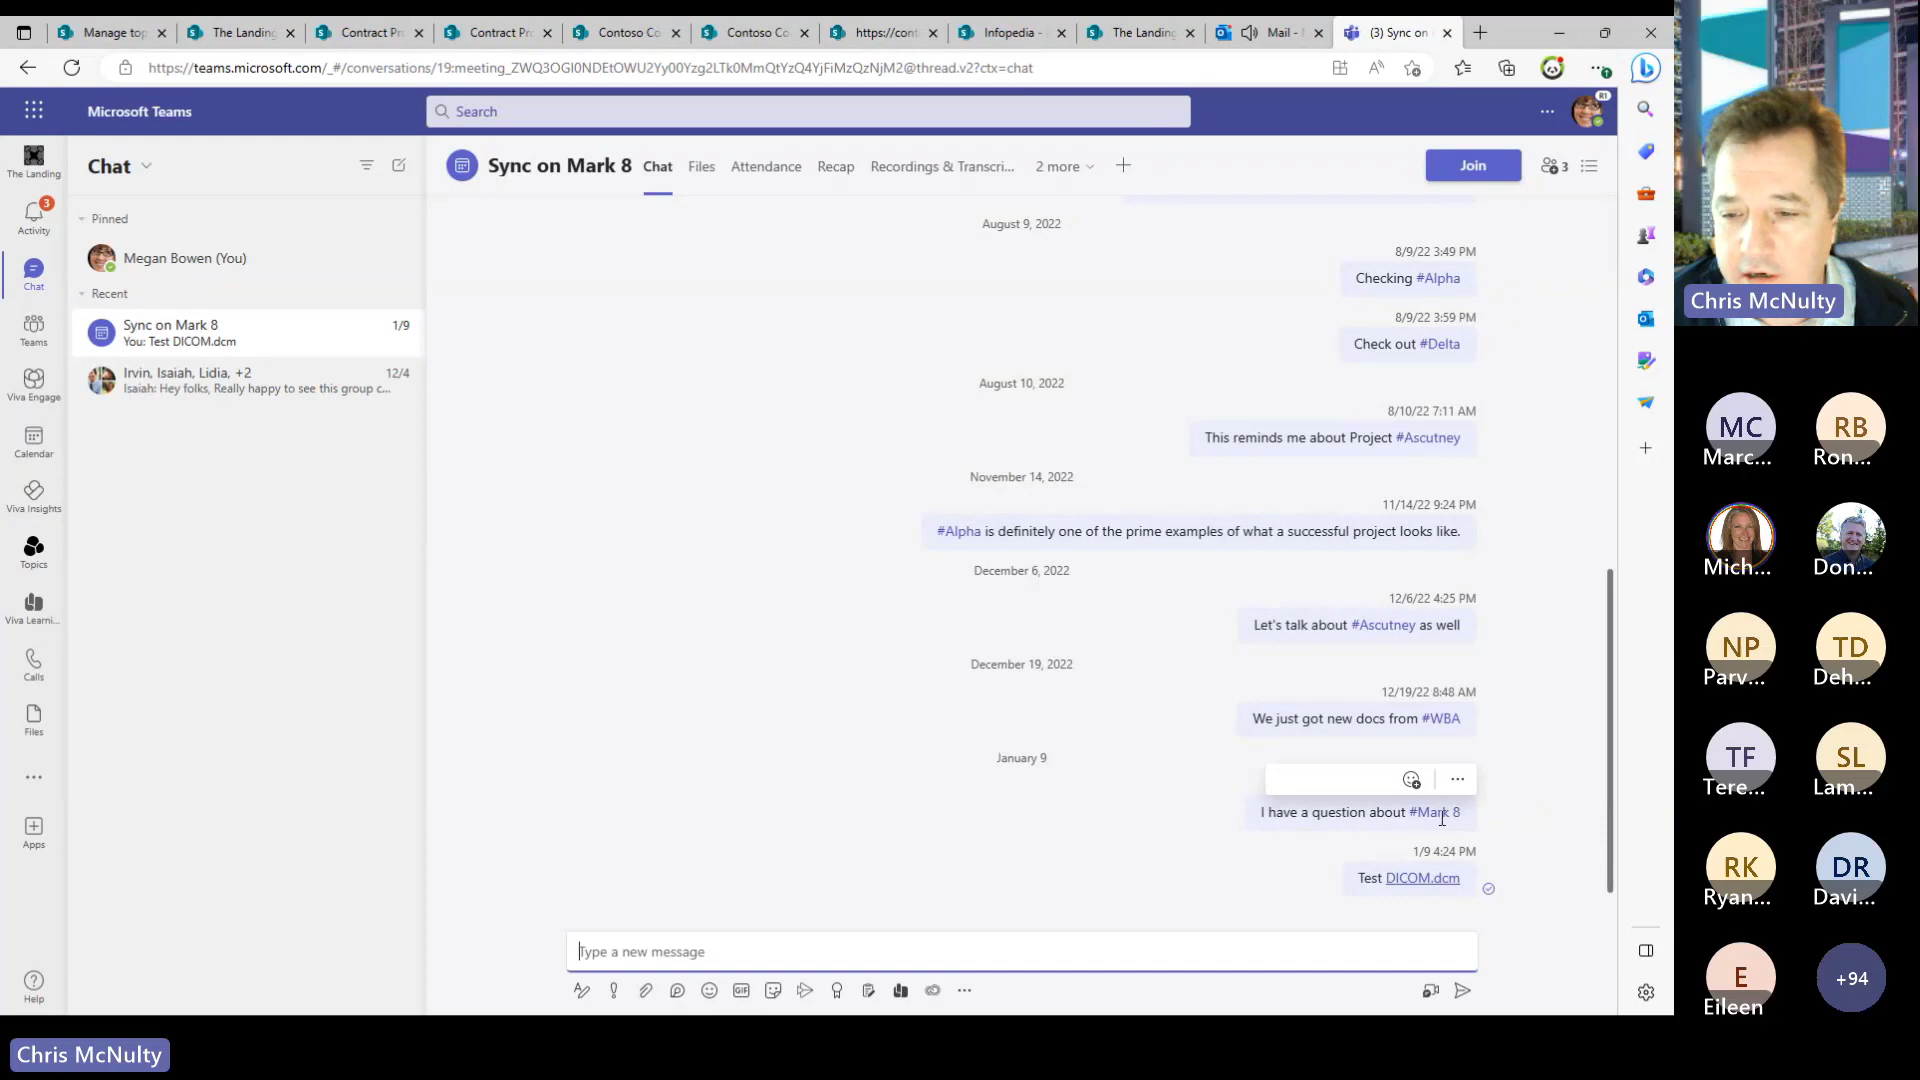 Manage top
The Landing
Contract Pr
Contract Pr
Contoso Co
Contoso Co
https://cont
Infopedia -
The Landing
Mail -
(3) Sync on
https://teams.microsoft.com/_#/conversations/19:meeting_ZWQ3OGI0NDEtOWU2Yy00Yzg2LTk0MmQtYzQ4YjFiMzQzNjM2@thread.v2?ctx=chat
Microsoft Teams
Search
R1
The Landing
Activity
3
Chat
Teams
Viva Engage
Calendar
Viva Insights
Topics
Viva Learni...
Calls
Files
Apps
Help
Chat
Pinned
Megan Bowen (You)
Recent
Sync on Mark 8 1/9
You: Test DICOM.dcm
Irvin, Isaiah, Lidia, +2 12/4
Isaiah: Hey folks, Really happy to see this group c...
Sync on Mark 8 Chat Files Attendance Recap Recordings & Transcri... 2 more
Join
3
August 9, 2022
8/9/22 3:49 PM
Checking #Alpha
8/9/22 3:59 PM
Check out #Delta
August 10, 2022
8/10/22 7:11 AM
This reminds me about Project #Ascutney
November 14, 2022
11/14/22 9:24 PM
#Alpha is definitely one of the prime examples of what a successful project looks like.
December 6, 2022
12/6/22 4:25 PM
Let's talk about #Ascutney as well
December 19, 2022
12/19/22 8:48 AM
We just got new docs from #WBA
January 9
I have a question about #Mark 8
1/9 4:24 PM
Test DICOM.dcm
Type a new message
GIF
Chris McNulty
MC
Marc...
RB
Ron...
Mich...
Don...
NP
Parv...
TD
Deh...
TF
Tere...
SL
Lam...
RK
Ryan...
DR
Davi...
E
Eileen
+94
Chris McNulty